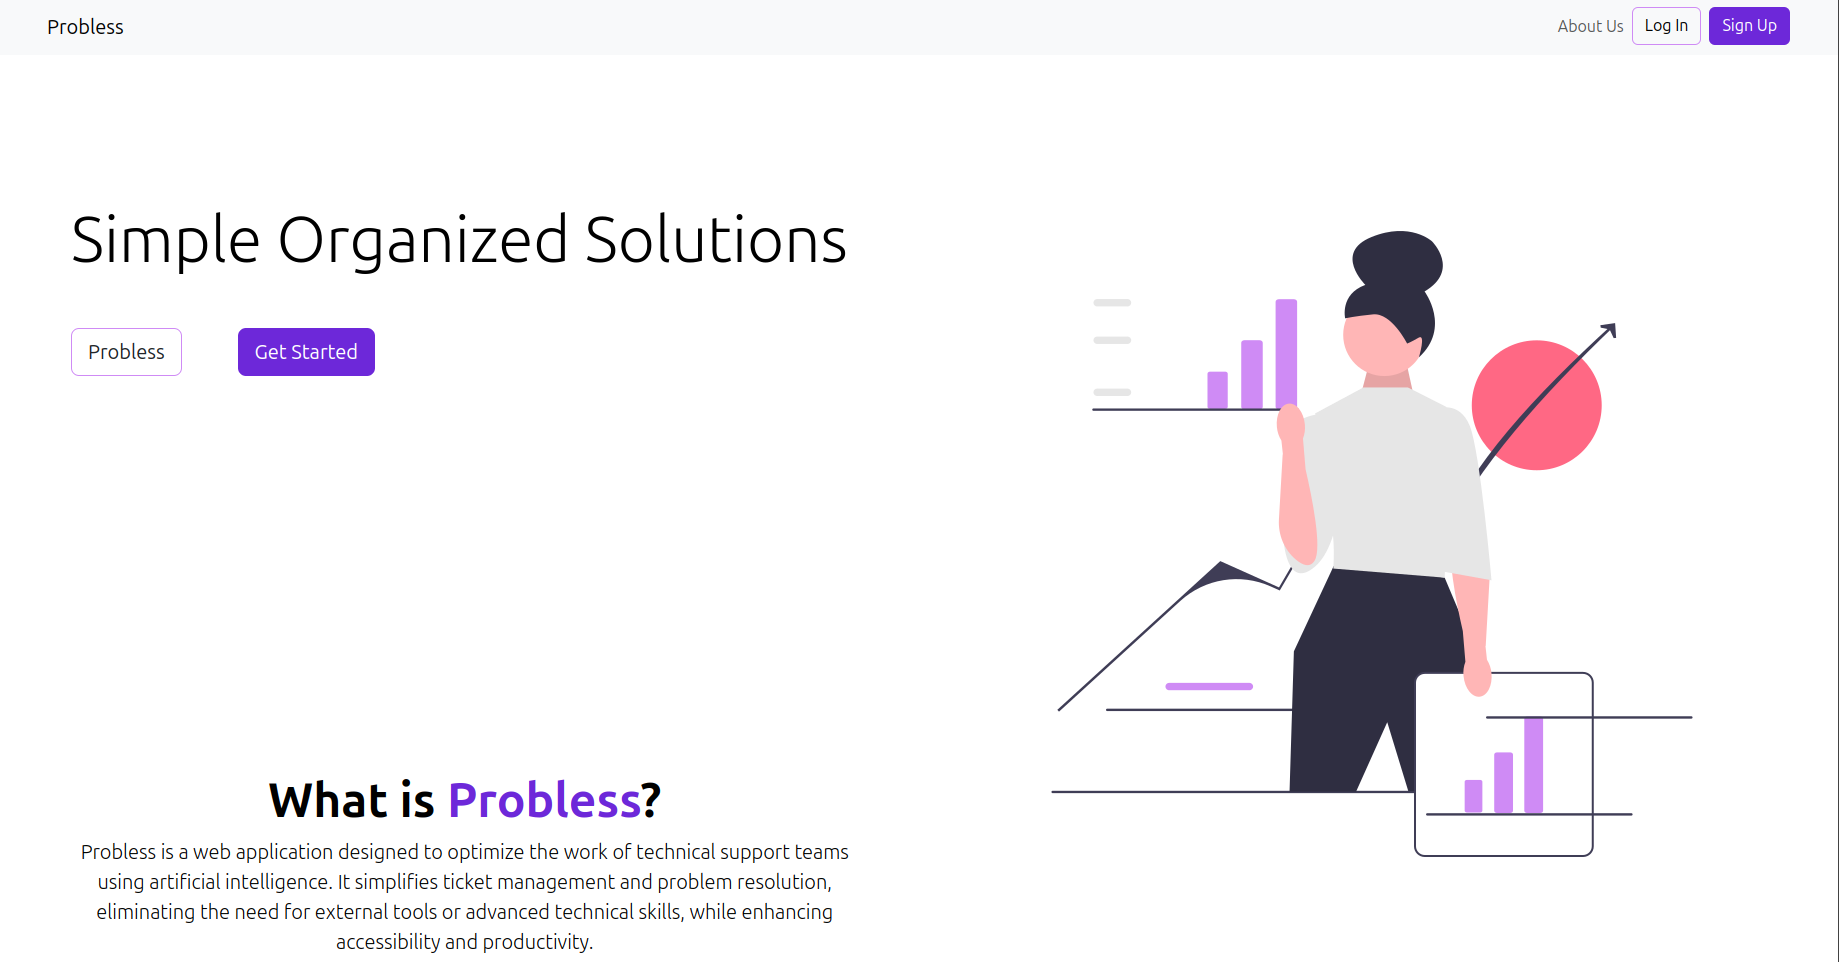 Probless
About Us
Log In
Sign Up
Simple Organized Solutions
Probless
Get Started
What is Probless?
Probless is a web application designed to optimize the work of technical support teams
using artificial intelligence. It simplifies ticket management and problem resolution,
eliminating the need for external tools or advanced technical skills, while enhancing
accessibility and productivity.